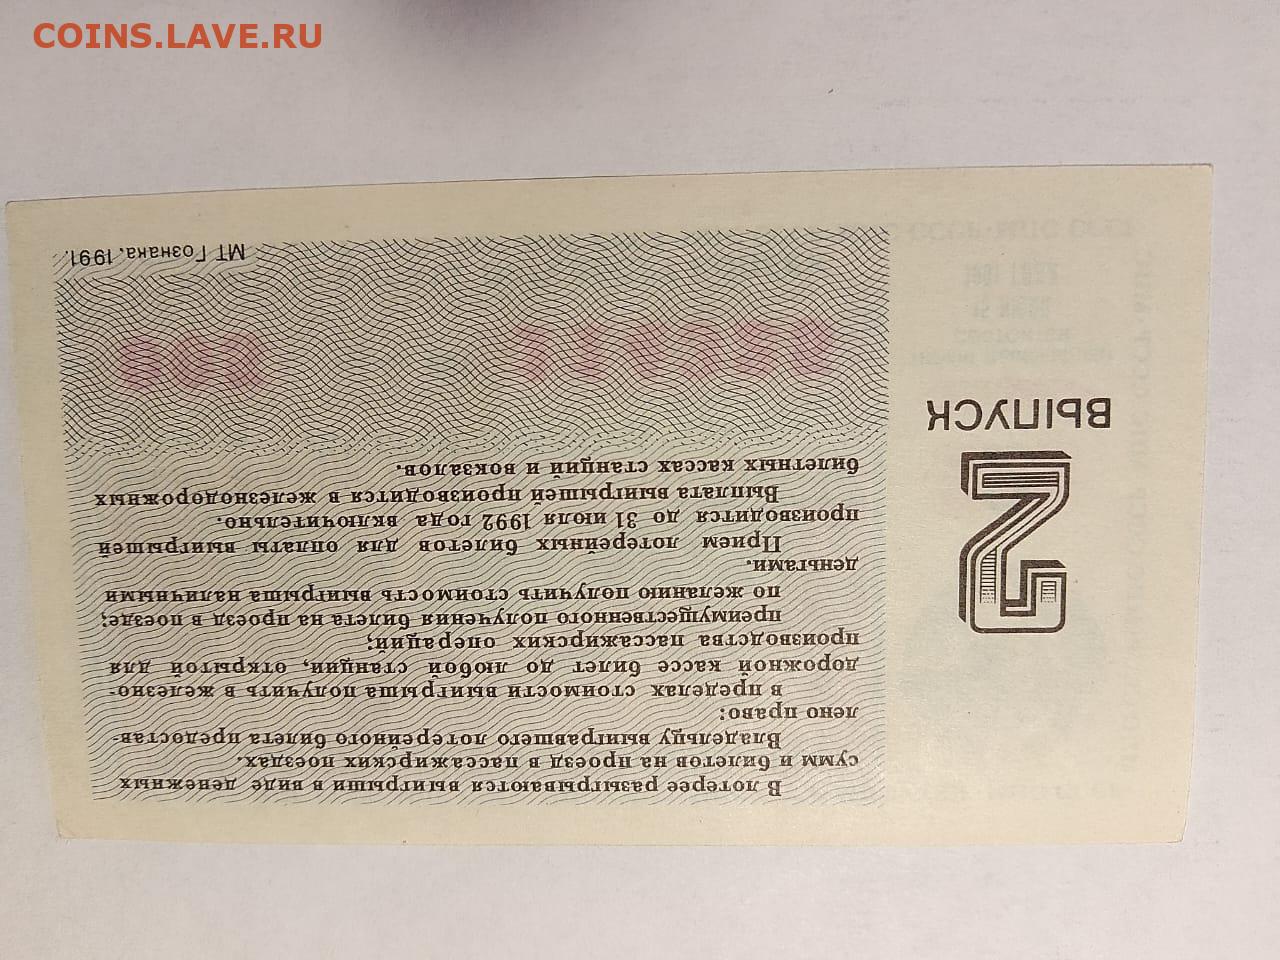 COINS.LAVE.RU
В лотерее разыгрываются выигрыши в виде денежных
сумм и билетов на проезд в пассажирских поездах.
Владельцу выигравшего лотерейного билета предостав-
лено право:
в пределах стоимости выигрыша получить в железно-
дорожной кассе билет до любой станции, открытой для
производства пассажирских операций;
преимущественного получения билета на проезд в поезде;
по желанию получить стоимость выигрыша наличными
деньгами.
Прием лотерейных билетов для оплаты выигрышей
производится до 31 июля 1992 года включительно.
Выплата выигрышей производится в железнодорожных
билетных кассах станций и вокзалов.
МТ Гознака. 1991.
2
ВЫПУСК